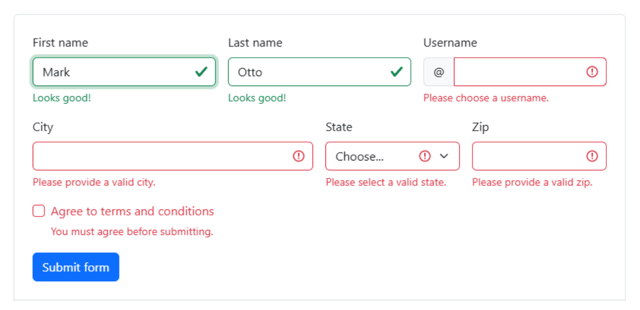 First name Last name Username
Mark Otto @
Looks good! Looks good! Please choose a username.
City State Zip
Choose...
Please provide a valid city. Please select a valid state. Please provide a valid zip.
Agree to terms and conditions
You must agree before submitting.
Submit form